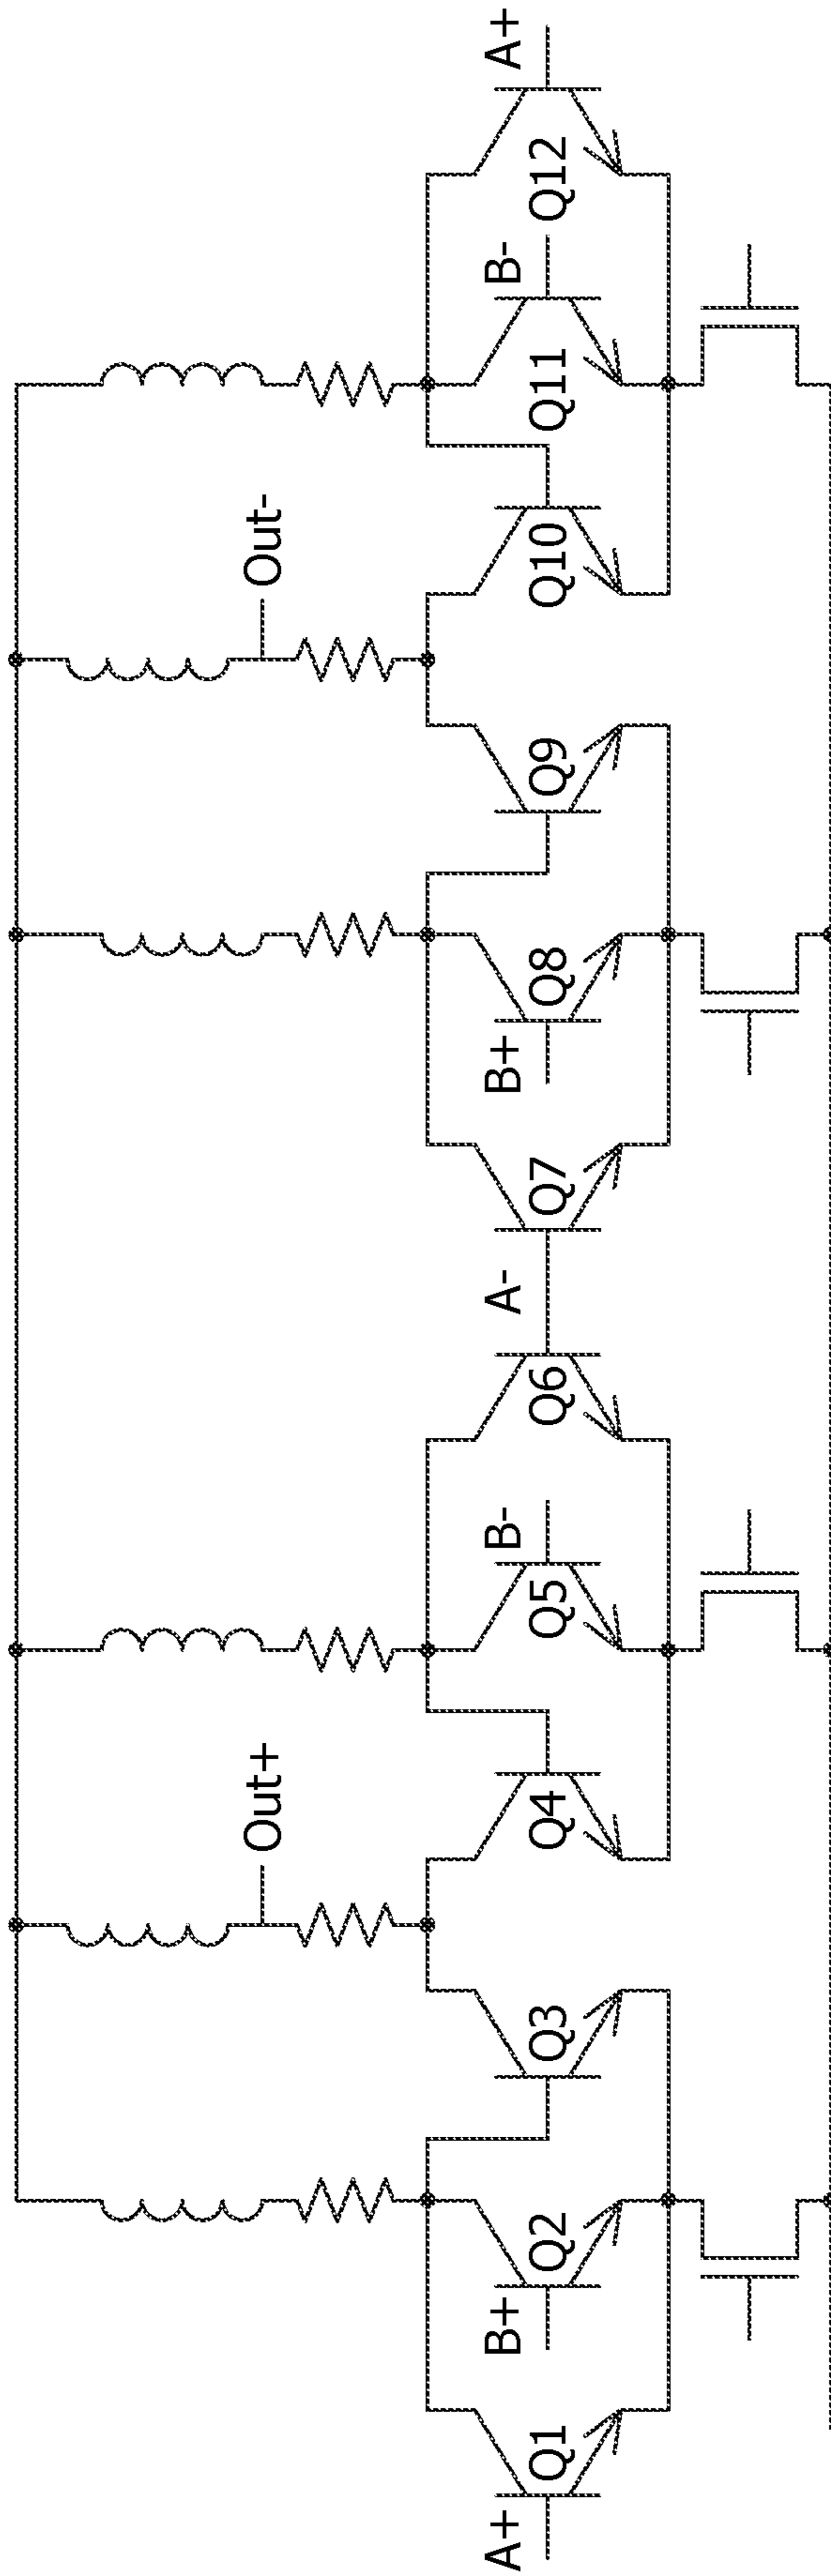 Out+
Out-
A+
Q1
B+
Q2
Q3
Q4
Q5
B-
Q6
A-
Q7
B+
Q8
Q9
Q10
Q11
B-
Q12
A+